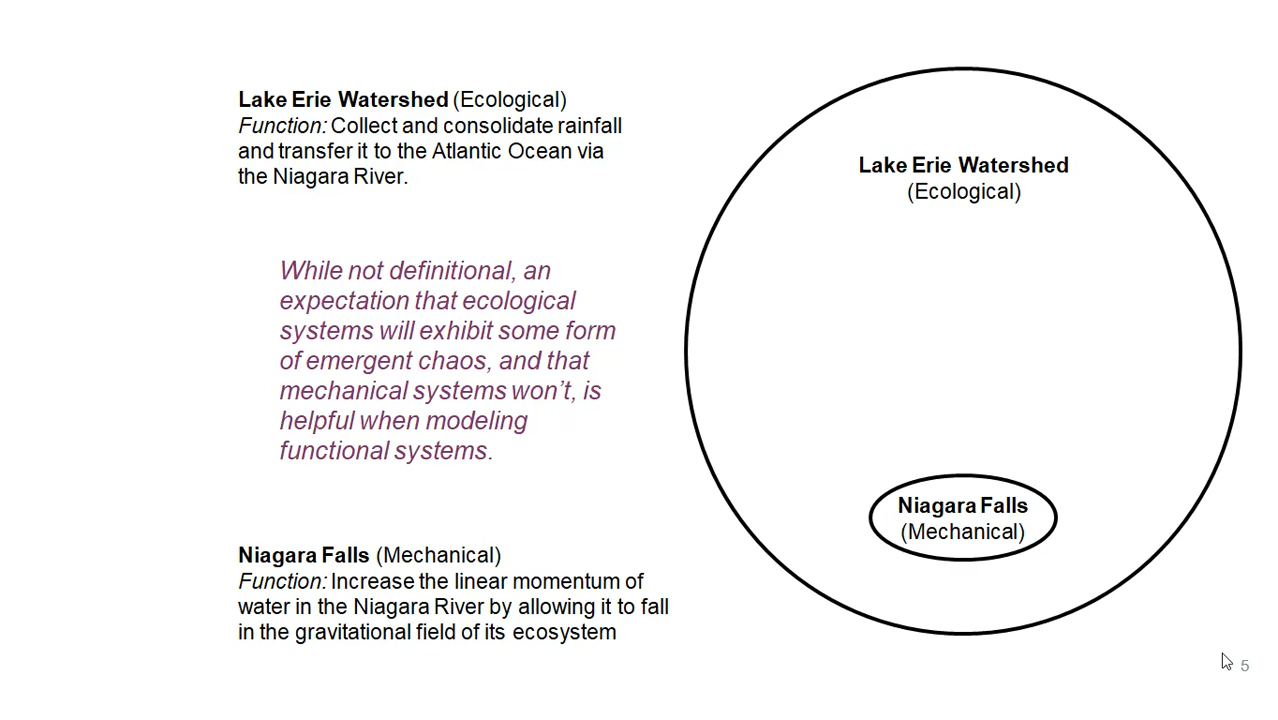 Lake Erie Watershed (Ecological)
Function: Collect and consolidate rainfall
and transfer it to the Atlantic Ocean via
the Niagara River.
While not definitional, an
expectation that ecological
systems will exhibit some form
of emergent chaos, and that
mechanical systems won't, is
helpful when modeling
functional systems.
Niagara Falls (Mechanical)
Function: Increase the linear momentum of
water in the Niagara River by allowing it to fall
in the gravitational field of its ecosystem
Lake Erie Watershed
(Ecological)
Niagara Falls
(Mechanical)
5